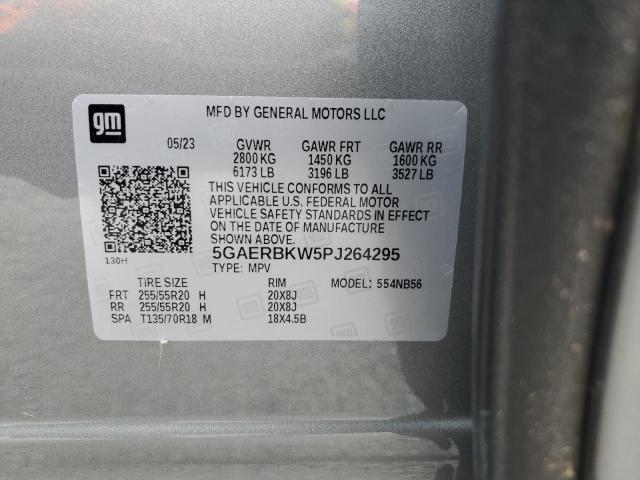 gm
MFD BY GENERAL MOTORS LLC
05/23 GVWR GAWR FRT GAWR RR
2800 KG 1450 KG 1600 KG
6173 LB 3196 LB 3527 LB
THIS VEHICLE CONFORMS TO ALL
APPLICABLE U.S. FEDERAL MOTOR
VEHICLE SAFETY STANDARDS IN EFFECT
ON THE DATE OF MANUFACTURE
SHOWN ABOVE.
130H
5GAERBKW5PJ264295
TYPE: MPV
TIRE SIZE RIM MODEL: 554NB56
FRT 255/55R20 H 20X8J
RR 255/55R20 H 20X8J
SPA T135/70R18 M 18X4.5B